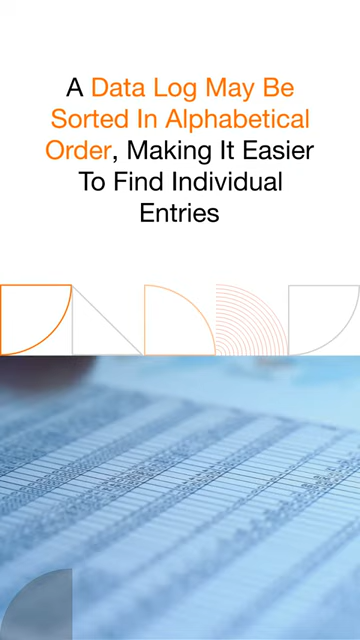 A Data Log May Be
Sorted In Alphabetical
Order, Making It Easier
To Find Individual
Entries